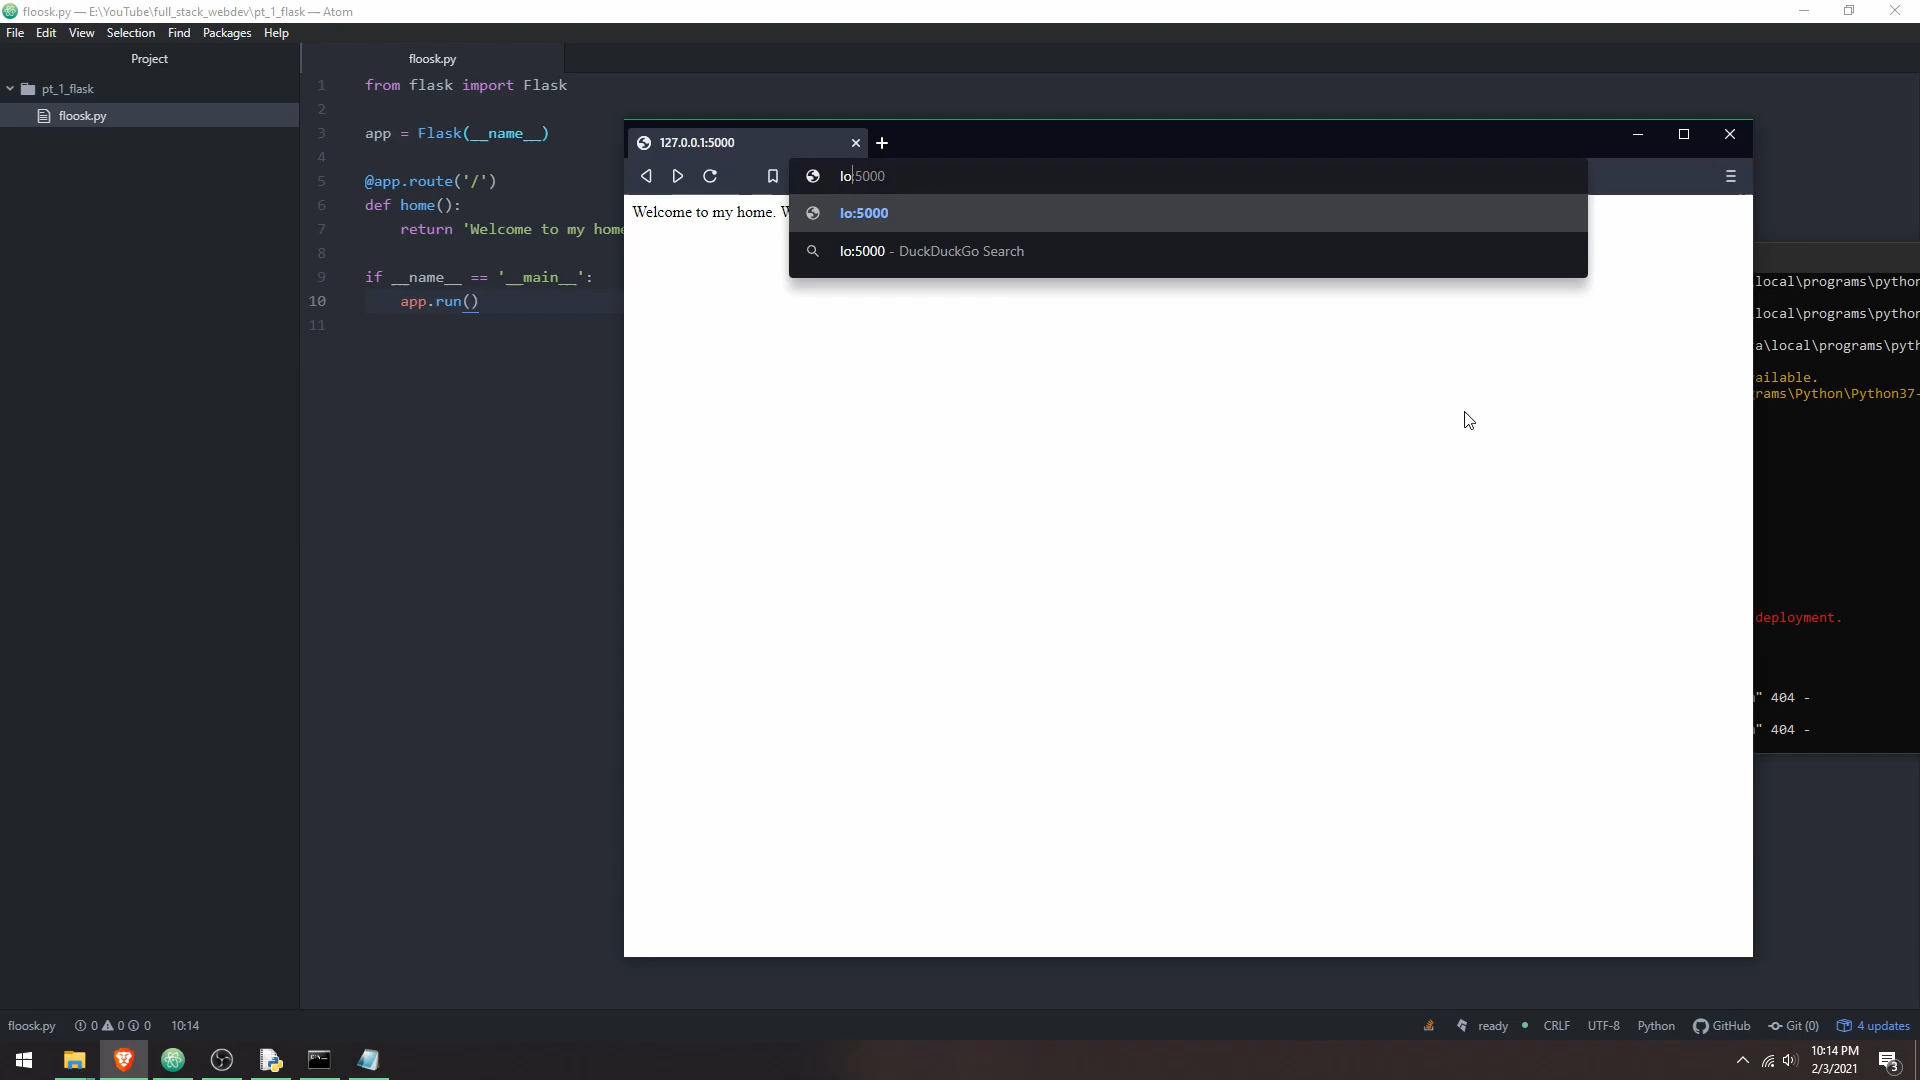 floosk.py — E:\YouTube\full_stack_webdev\pt_1_flask — Atom
File Edit View Selection Find Packages Help
Project
pt_1_flask
floosk.py
floosk.py
1 from flask import Flask
2
3 app = Flask(__name__)
4
5 @app.route('/')
6 def home():
7 return 'Welcome to my home
8
9 if __name__ == '__main__':
10 app.run()
11
127.0.0.1:5000
lo:5000
lo:5000
lo:5000 - DuckDuckGo Search
Welcome to my home. W
local\programs\python
local\programs\python
a\local\programs\pyth
ailable.
rams\Python\Python37-
deployment.
" 404 -
" 404 -
floosk.py 0 0 0 10:14
ready CRLF UTF-8 Python GitHub Git (0) 4 updates
10:14 PM
2/3/2021
3